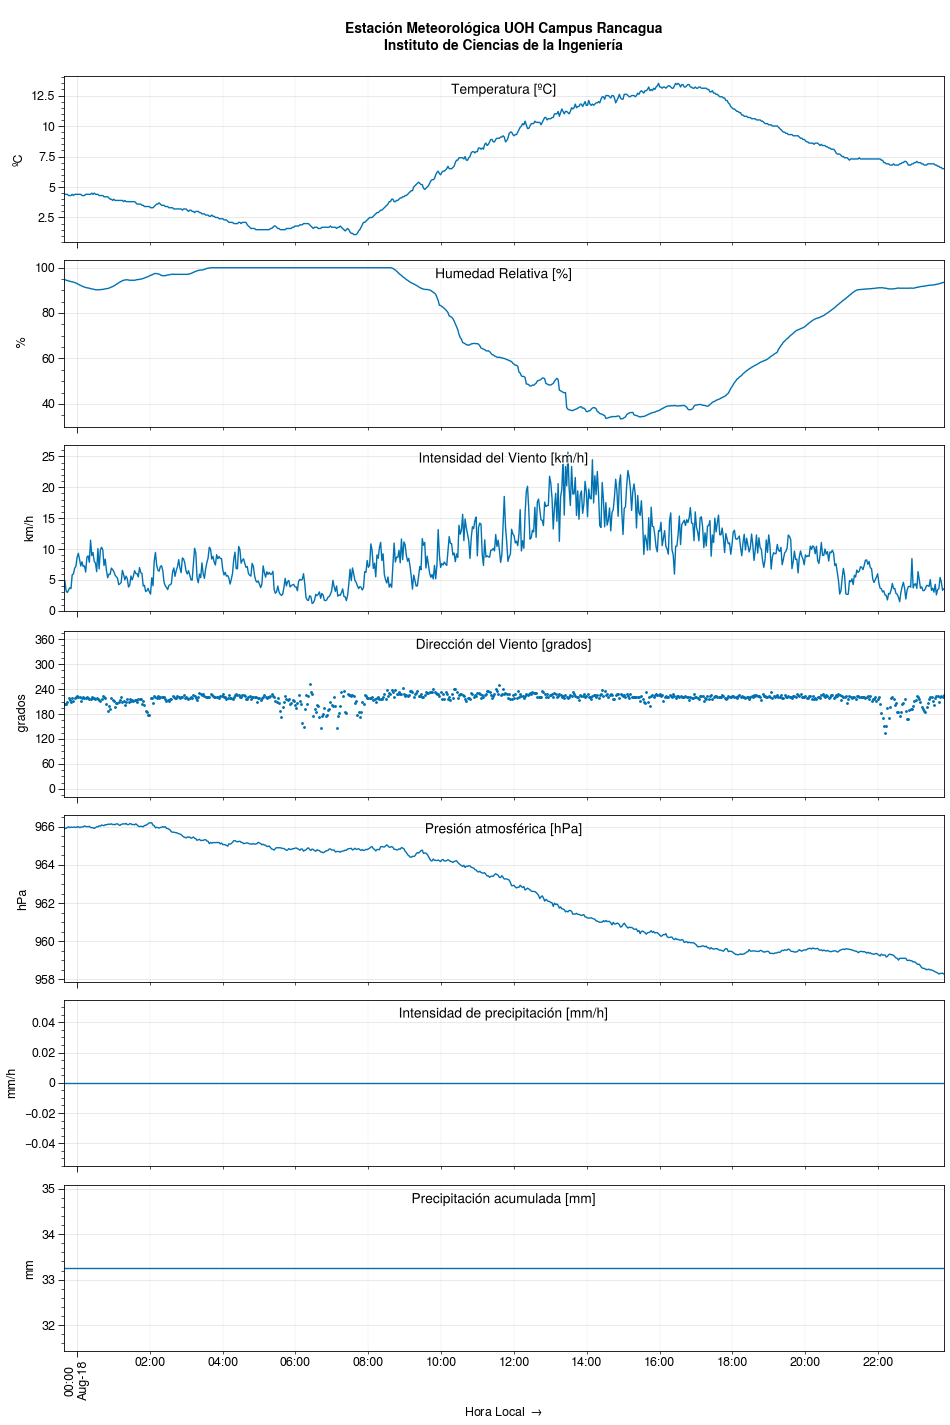 Estación Meteorológica UOH Campus Rancagua
Instituto de Ciencias de la Ingeniería
Temperatura [ºC]
ºC
12.5
10
7.5
5
2.5
Humedad Relativa [%]
%
100
80
60
40
Intensidad del Viento [km/h]
km/h
25
20
15
10
5
0
Dirección del Viento [grados]
grados
360
300
240
180
120
60
0
Presión atmosférica [hPa]
hPa
966
964
962
960
958
Intensidad de precipitación [mm/h]
mm/h
0.04
0.02
0
−0.02
−0.04
Precipitación acumulada [mm]
mm
35
34
33
32
00:00
Aug-18
02:00 04:00 06:00 08:00 10:00 12:00 14:00 16:00 18:00 20:00 22:00
Hora Local →